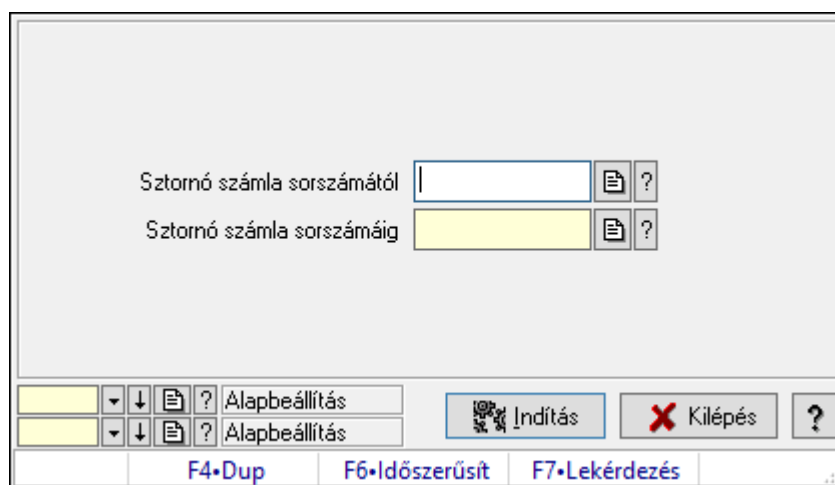 Sztornó számla sorszámától ?
Sztornó számla sorszámáig ?
? Alapbeállítás
? Alapbeállítás
Indítás Kilépés ?
F4•Dup F6•Időszerűsít F7•Lekérdezés